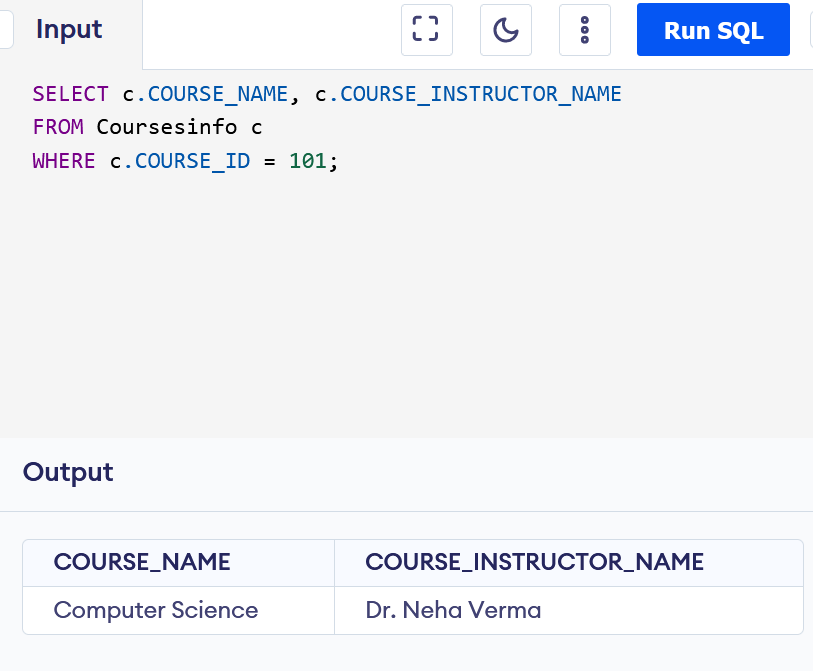 Input
Run SQL
SELECT c.COURSE_NAME, c.COURSE_INSTRUCTOR_NAME
FROM Coursesinfo c
WHERE c.COURSE_ID = 101;
Output
COURSE_NAME COURSE_INSTRUCTOR_NAME
Computer Science Dr. Neha Verma